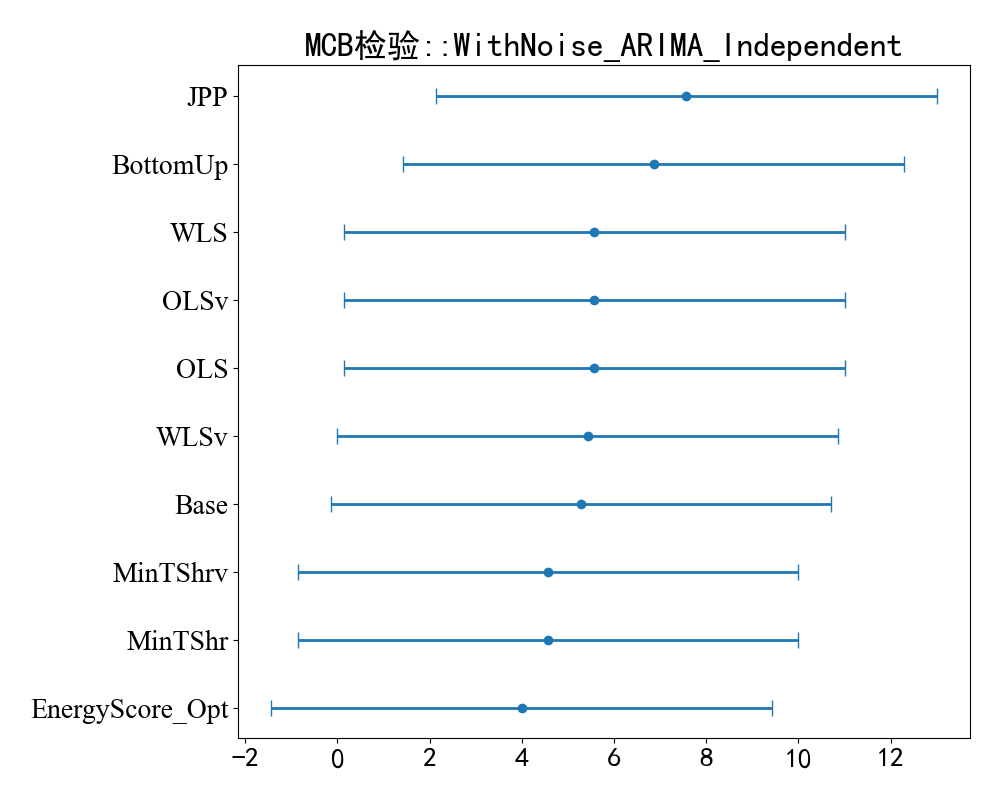 MCB检验::WithNoise_ARIMA_Independent
JPP
BottomUp
WLS
OLSv
OLS
WLSv
Base
MinTShrv
MinTShr
EnergyScore_Opt
−2 0 2 4 6 8 10 12